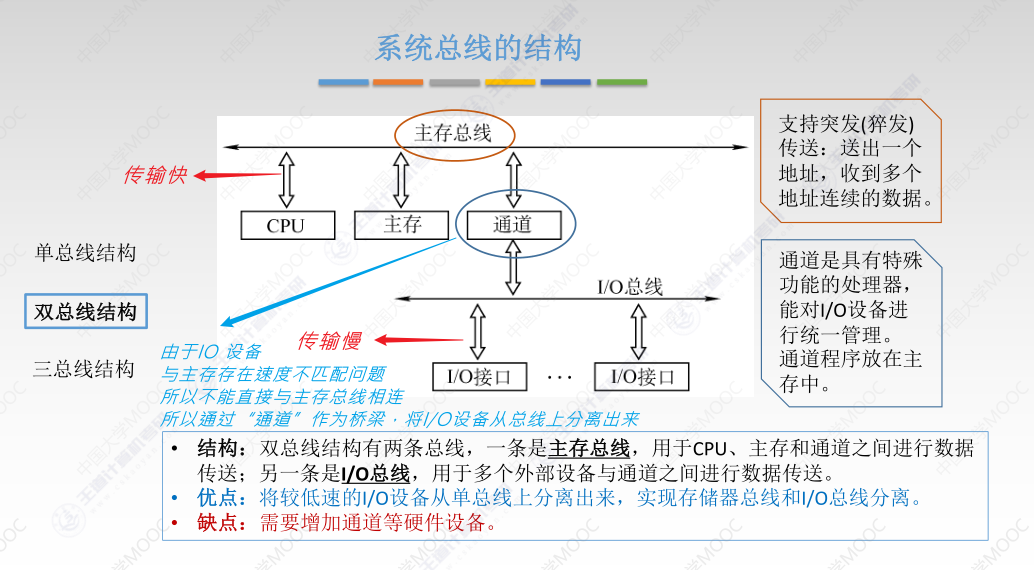 系统总线的结构
主存总线
传输快
CPU
主存
通道
I/O总线
传输慢
I/O接口
···
I/O接口
单总线结构
双总线结构
三总线结构
由于IO 设备
与主存存在速度不匹配问题
所以不能直接与主存总线相连
所以通过“通道”作为桥梁，将I/O设备从总线上分离出来
支持突发(猝发)
传送：送出一个
地址，收到多个
地址连续的数据。
通道是具有特殊
功能的处理器，
能对I/O设备进
行统一管理。
通道程序放在主
存中。
• 结构：双总线结构有两条总线，一条是主存总线，用于CPU、主存和通道之间进行数据
传送；另一条是I/O总线，用于多个外部设备与通道之间进行数据传送。
• 优点：将较低速的I/O设备从单总线上分离出来，实现存储器总线和I/O总线分离。
• 缺点：需要增加通道等硬件设备。
中国大学MOOC
王道计算机考研